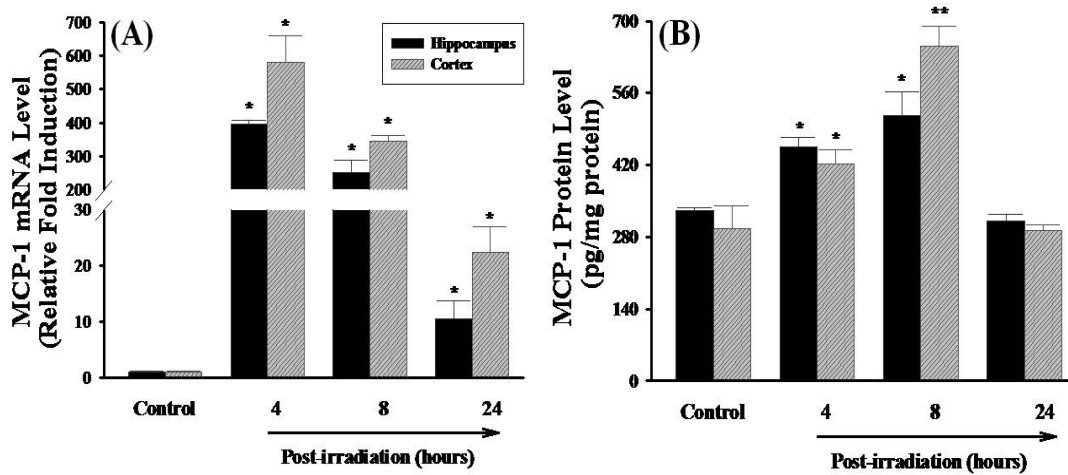 (A)
MCP-1 mRNA Level
(Relative Fold Induction)
700
600
500
400
300
200
30
20
10
0
Hippocampus
Cortex
*
*
*
*
*
*
Control
4
8
24
Post-irradiation (hours)
(B)
MCP-1 Protein Level
(pg/mg protein)
700
560
420
280
140
0
*
*
*
**
Control
4
8
24
Post-irradiation (hours)